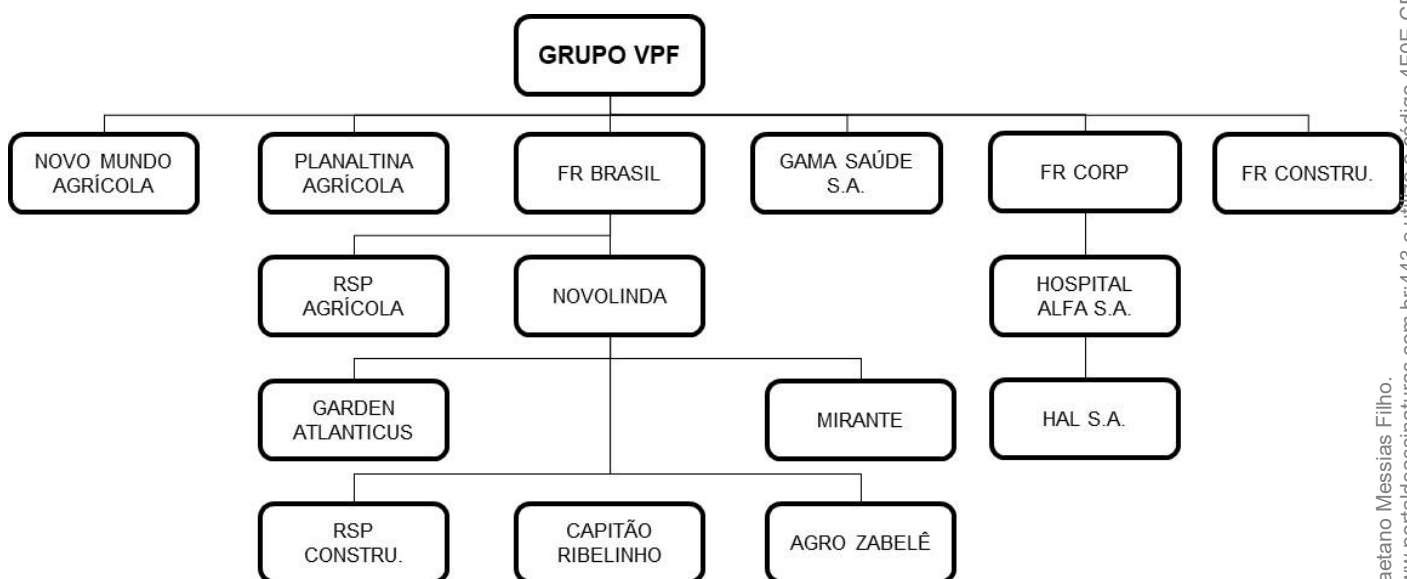 GRUPO VPF
NOVO MUNDO
AGRÍCOLA
PLANALTINA
AGRÍCOLA
FR BRASIL
GAMA SAÚDE
S.A.
FR CORP
FR CONSTRU.
RSP
AGRÍCOLA
NOVOLINDA
HOSPITAL
ALFA S.A.
GARDEN
ATLANTICUS
MIRANTE
HAL S.A.
RSP
CONSTRU.
CAPITÃO
RIBELINHO
AGRO ZABELÊ
aetano Messias Filho.